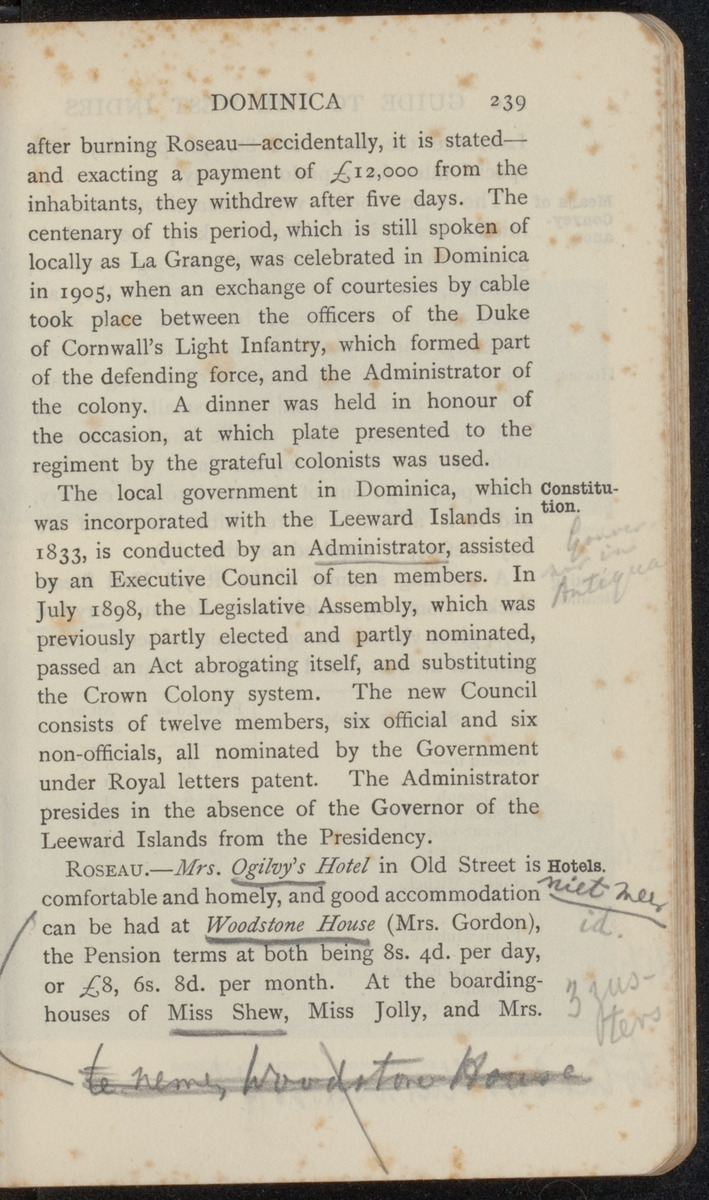 DOMINICA 239
after burning Roseau—accidentally, it is stated—
and exacting a payment of £12,000 from the
inhabitants, they withdrew after five days. The
centenary of this period, which is still spoken of
locally as La Grange, was celebrated in Dominica
in 1905, when an exchange of courtesies by cable
took place between the officers of the Duke
of Cornwall's Light Infantry, which formed part
of the defending force, and the Administrator of
the colony. A dinner was held in honour of
the occasion, at which plate presented to the
regiment by the grateful colonists was used.
The local government in Dominica, which
Constitu-
tion.
was incorporated with the Leeward Islands in
1833, is conducted by an Administrator, assisted
by an Executive Council of ten members. In
Antigua
July 1898, the Legislative Assembly, which was
previously partly elected and partly nominated,
passed an Act abrogating itself, and substituting
the Crown Colony system. The new Council
consists of twelve members, six official and six
non-officials, all nominated by the Government
under Royal letters patent. The Administrator
presides in the absence of the Governor of the
Leeward Islands from the Presidency.
ROSEAU.—Mrs. Ogilvy's Hotel in Old Street is
Hotels.
comfortable and homely, and good accommodation
niet meer
can be had at Woodstone House (Mrs. Gordon),
id.
the Pension terms at both being 8s. 4d. per day,
or £8, 6s. 8d. per month. At the boarding-
3 zus-
houses of Miss Shew, Miss Jolly, and Mrs.
ters
te neme, Woodstone House